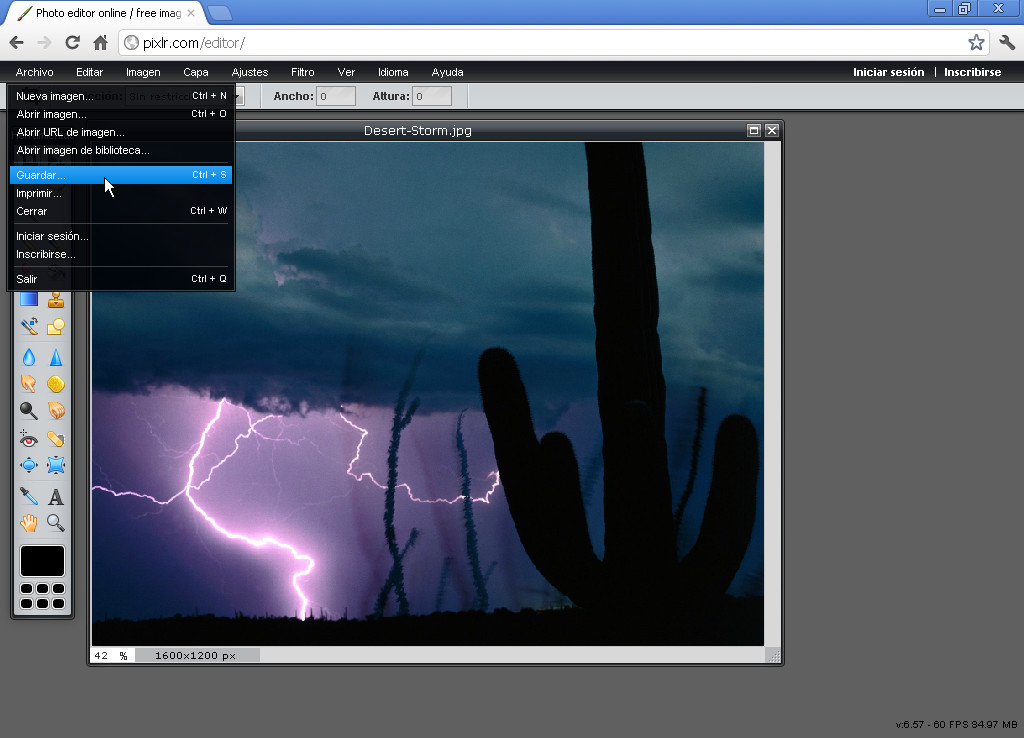 Photo editor online / free imag
pixlr.com/editor/
Archivo Editar Imagen Capa Ajustes Filtro Ver Idioma Ayuda Iniciar sesión | Inscribirse
Ancho: 0 Altura: 0
Nueva imagen... Ctrl + N
Abrir imagen... Ctrl + O
Abrir URL de imagen...
Abrir imagen de biblioteca...
Guardar... Ctrl + S
Imprimir...
Cerrar Ctrl + W
Iniciar sesión...
Inscribirse...
Salir Ctrl + Q
Desert-Storm.jpg
A
42 % 1600x1200 px
v:6.57 - 60 FPS 84.97 MB